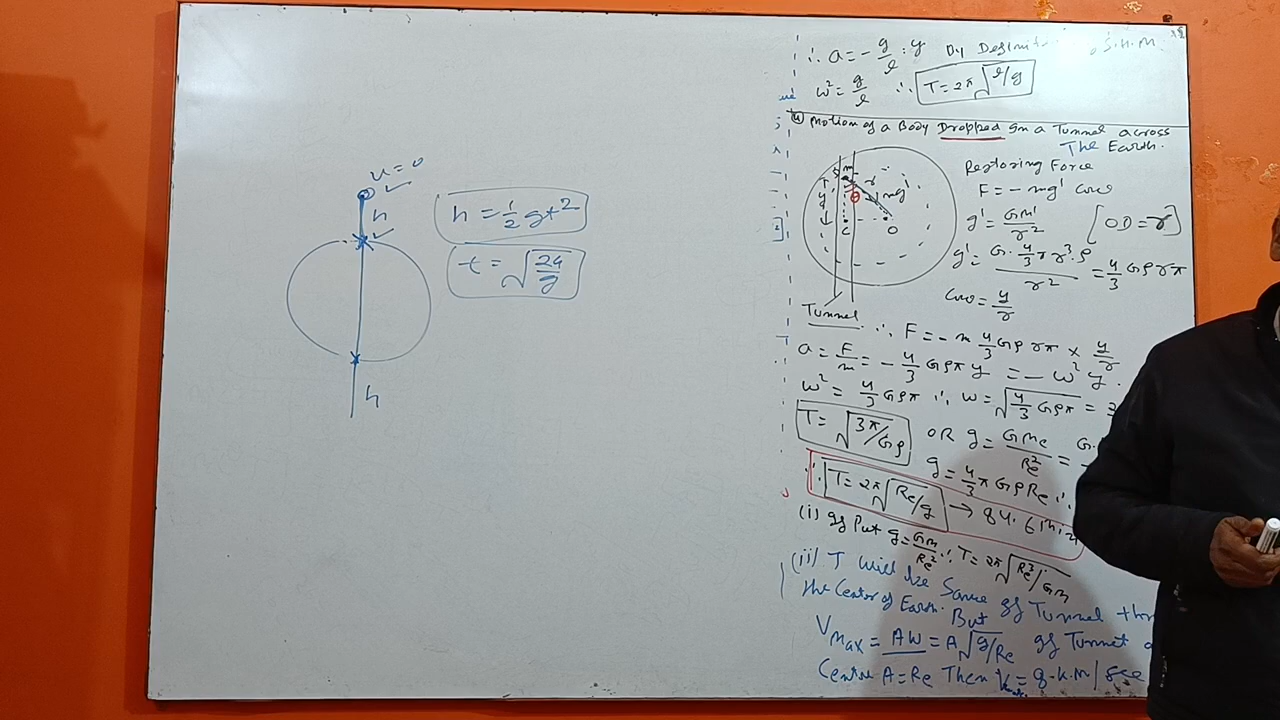 u=0
h
h
h = 1/2 gt²
t = √(2h/g)
∴ a = - g/l . y By Definit S.H.M.
ω² = g/l ∴ T = 2π √(l/g)
(4) Motion of a Body Dropped In a Tunnel across
The Earth.
m
y
r
θ
mg'
C O
Tunnel
Restoring Force
F = - mg' cosθ
g' = Gm'/r² [OD = r]
g' = G. 4/3 π r³.ρ / r² = 4/3 Gρrπ
Cosθ = y/r
∴ F = - m 4/3 Gρrπ × y/r
a = F/m = - 4/3 Gρπ y = - ω² y.
ω² = 4/3 Gρπ ∴ ω = √(4/3 Gρπ) =
T = √(3π/Gρ) OR g = GMe/Re² = G.
g = 4/3 π GρRe ∴
∴ T = 2π √(Re/g) → 84.6 min
(i) If Put g = Gm/Re² ∴ T = 2π √(Re³/Gm)
(ii) T will be Same If Tunnel thr
the Center of Earth. But
Vmax = Aω = A √(g/Re) If Tunnel
Centre A = Re Then V = 8.k.m/sec